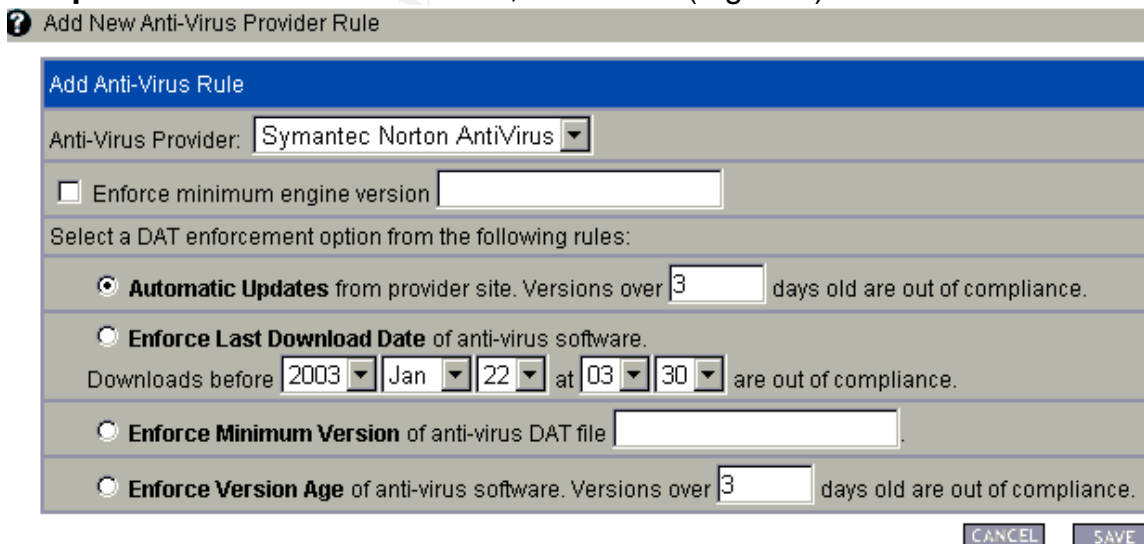 Add New Anti-Virus Provider Rule
Add Anti-Virus Rule
Anti-Virus Provider: Symantec Norton AntiVirus
Enforce minimum engine version
Select a DAT enforcement option from the following rules:
Automatic Updates from provider site. Versions over 3 days old are out of compliance.
Enforce Last Download Date of anti-virus software.
Downloads before 2003 Jan 22 at 03 30 are out of compliance.
Enforce Minimum Version of anti-virus DAT file .
Enforce Version Age of anti-virus software. Versions over 3 days old are out of compliance.
CANCEL SAVE